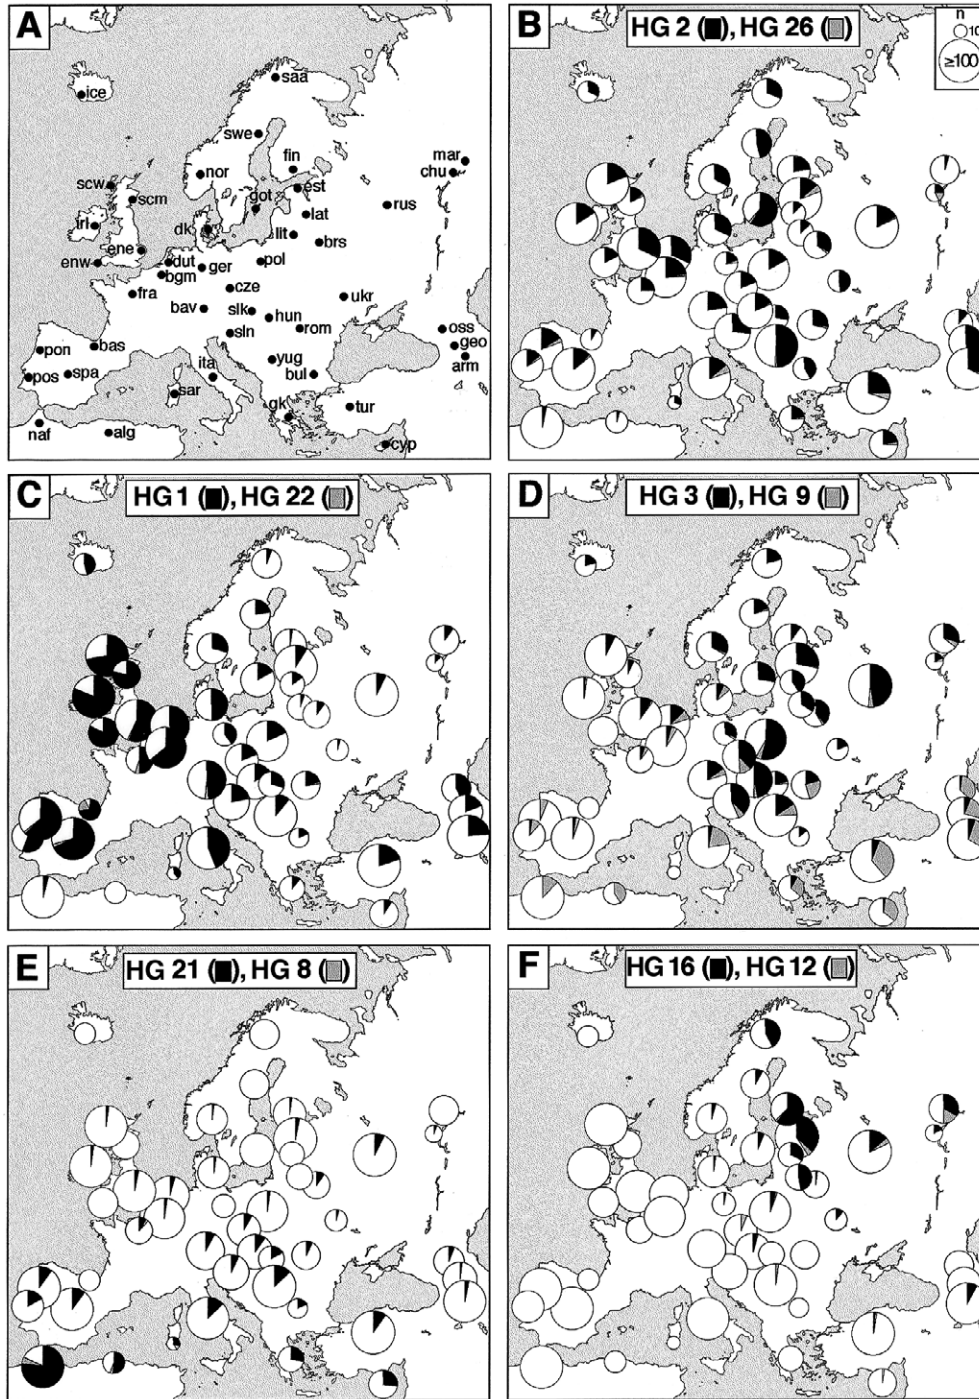 A
ice
saa
swe
fin
nor
mar
chu
scw
scm
got
est
rus
irl
dk
lat
lit
brs
ene
enw
dut
bgm
ger
pol
fra
cze
ukr
bav
slk
hun
rom
oss
geo
arm
sln
yug
bul
pon
bas
pos
spa
ita
sar
gk
tur
naf
alg
cyp
B
HG 2 (■), HG 26 (■)
n
10
≥100
C
HG 1 (■), HG 22 (■)
D
HG 3 (■), HG 9 (■)
E
HG 21 (■), HG 8 (■)
F
HG 16 (■), HG 12 (■)